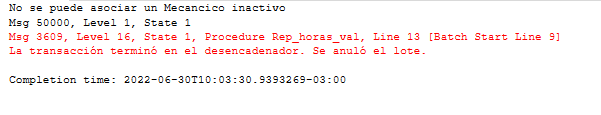 No se puede asociar un Mecancico inactivo
Msg 50000, Level 1, State 1
Msg 3609, Level 16, State 1, Procedure Rep_horas_val, Line 13 [Batch Start Line 9]
La transacción terminó en el desencadenador. Se anuló el lote.
Completion time: 2022-06-30T10:03:30.9393269-03:00